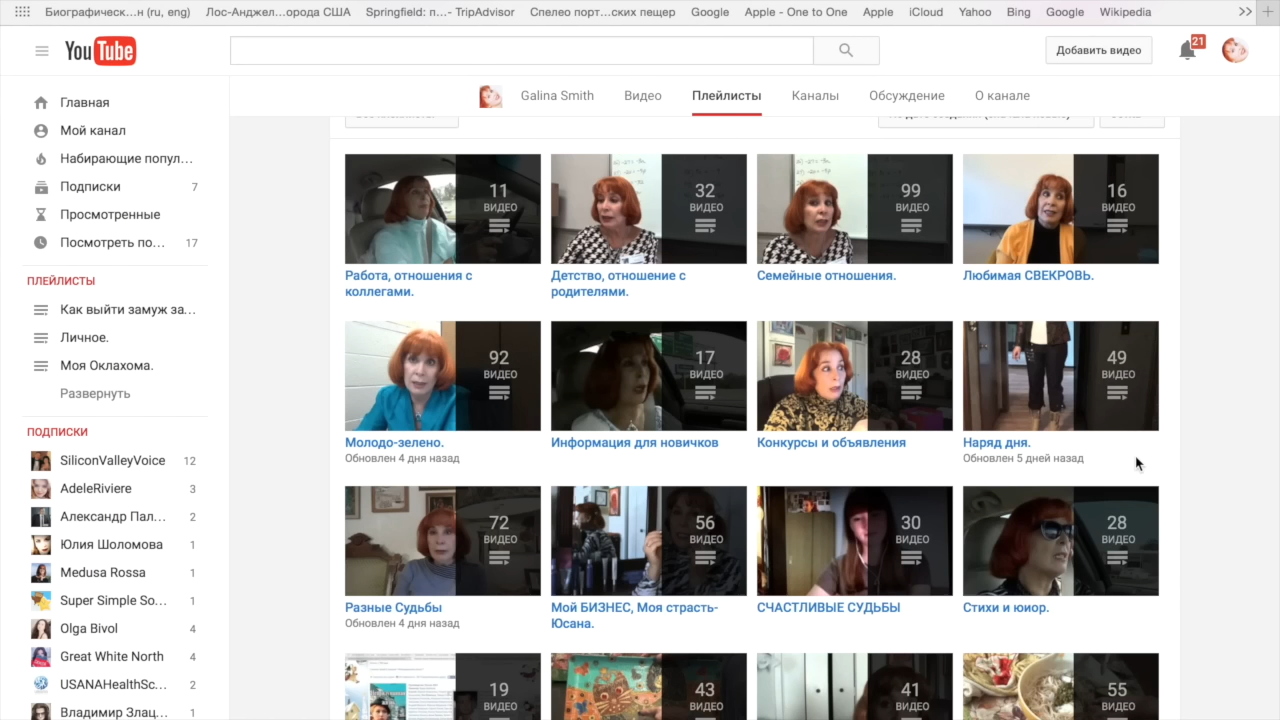 Биографическ...н (ru, eng) Лос-Анджел...орода США Springfield: п...- TripAdvisor Спелео порт...ских пещер Google Apple - One to One Apple iCloud Yahoo Bing Google Wikipedia
YouTube
Добавить видео
21
Galina Smith Видео Плейлисты Каналы Обсуждение О канале
Главная
Мой канал
Набирающие попул...
Подписки 7
Просмотренные
Посмотреть по... 17
ПЛЕЙЛИСТЫ
Как выйти замуж за...
Личное.
Моя Оклахома.
Развернуть
ПОДПИСКИ
SiliconValleyVoice 12
AdeleRiviere 3
Александр Пал... 2
Юлия Шоломова 1
Medusa Rossa 1
Super Simple So... 1
Olga Bivol 4
Great White North 4
USANAHealthSc... 2
Владимир Злац... 1
11 ВИДЕО
Работа, отношения с
коллегами.
32 ВИДЕО
Детство, отношение с
родителями.
99 ВИДЕО
Семейные отношения.
16 ВИДЕО
Любимая СВЕКРОВЬ.
92 ВИДЕО
Молодо-зелено.
Обновлен 4 дня назад
17 ВИДЕО
Информация для новичков
28 ВИДЕО
Конкурсы и объявления
49 ВИДЕО
Наряд дня.
Обновлен 5 дней назад
72 ВИДЕО
Разные Судьбы
Обновлен 4 дня назад
56 ВИДЕО
Мой БИЗНЕС, Моя страсть-
Юсана.
30 ВИДЕО
СЧАСТЛИВЫЕ СУДЬБЫ
28 ВИДЕО
Стихи и юиор.
19 ВИДЕО
43 ВИДЕО
41 ВИДЕО
55 ВИДЕО